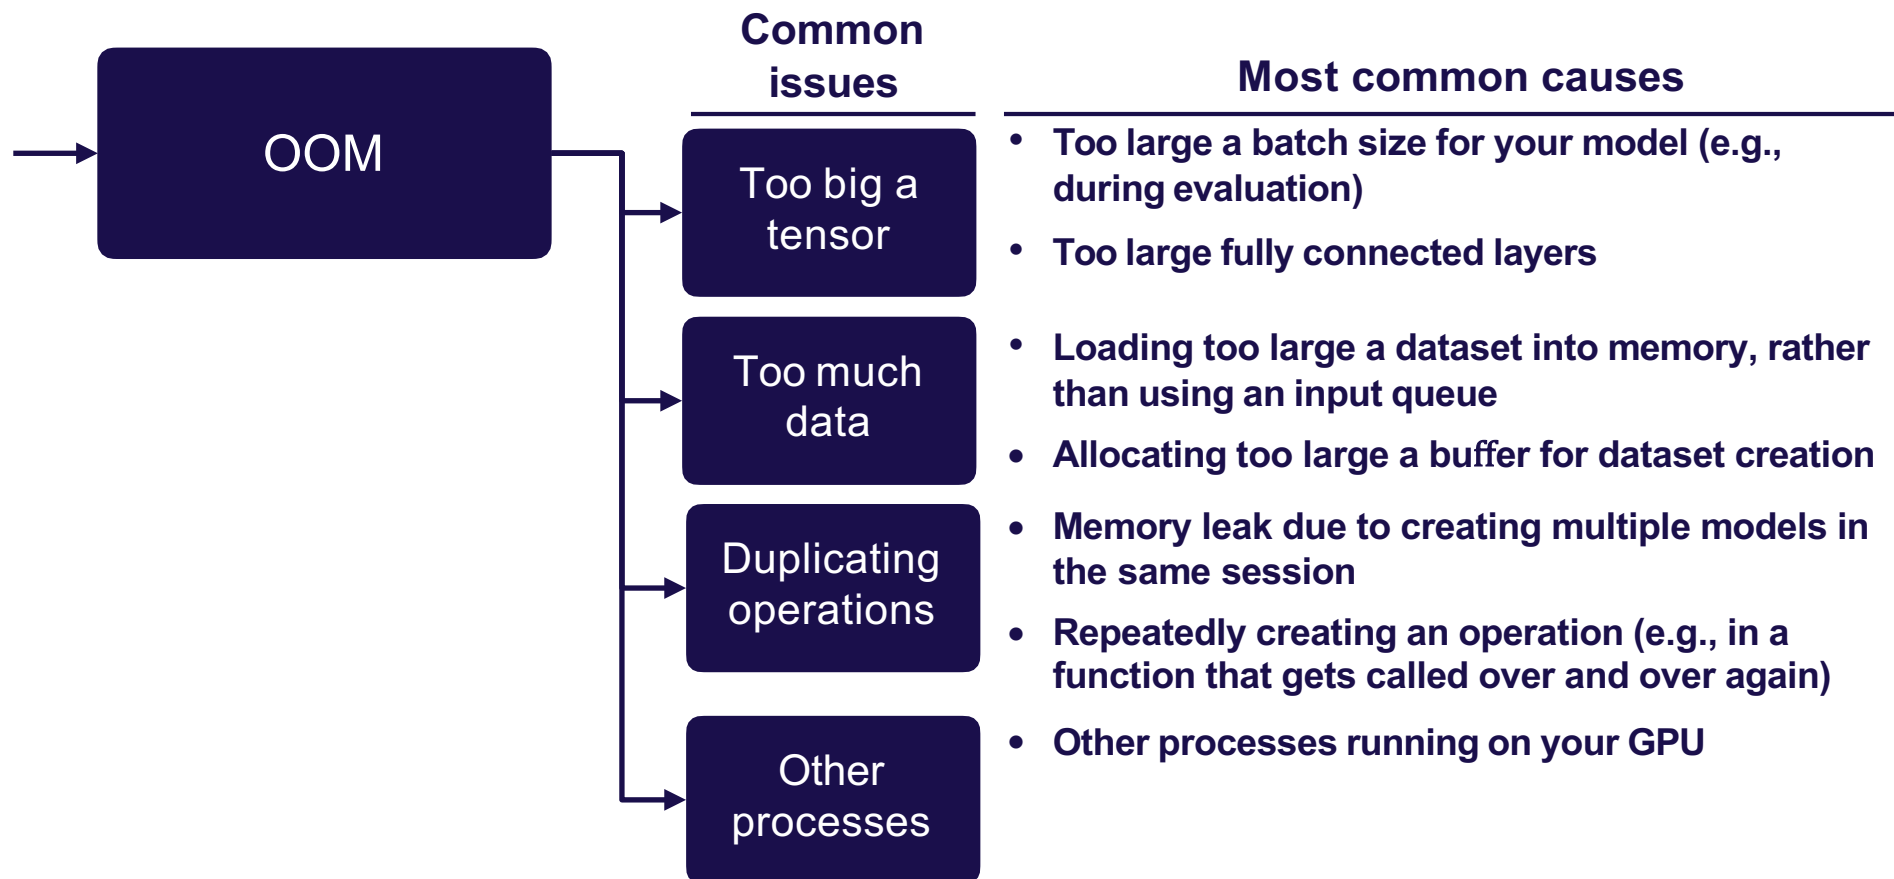 Common
issues
Most common causes
OOM
Too big a
tensor
• Too large a batch size for your model (e.g.,
during evaluation)
• Too large fully connected layers
Too much
data
• Loading too large a dataset into memory, rather
than using an input queue
• Allocating too large a buffer for dataset creation
Duplicating
operations
• Memory leak due to creating multiple models in
the same session
• Repeatedly creating an operation (e.g., in a
function that gets called over and over again)
Other
processes
• Other processes running on your GPU